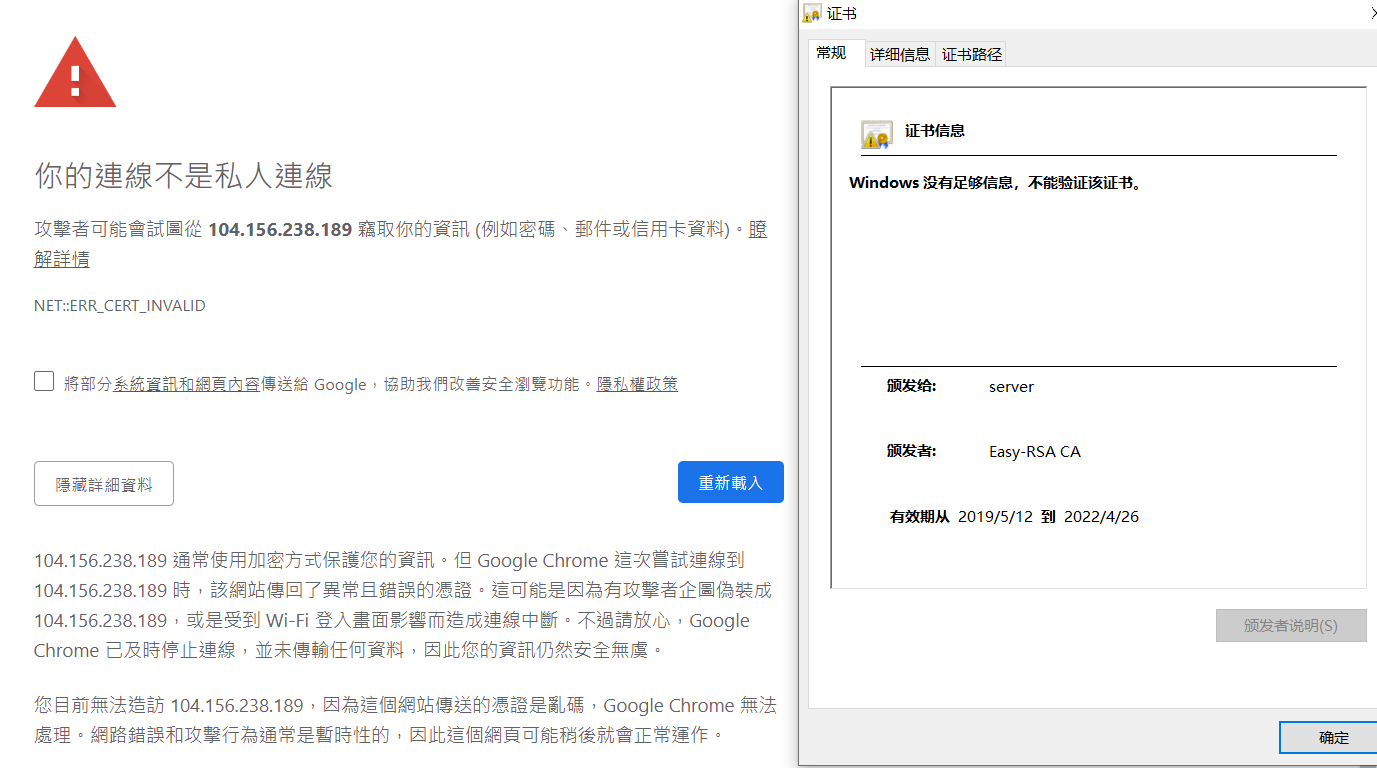 你的連線不是私人連線
攻擊者可能會試圖從 104.156.238.189 竊取你的資訊 (例如密碼、郵件或信用卡資料)。瞭
解詳情
NET::ERR_CERT_INVALID
將部分系統資訊和網頁內容傳送給 Google，協助我們改善安全瀏覽功能。隱私權政策
隱藏詳細資料
重新載入
104.156.238.189 通常使用加密方式保護您的資訊。但 Google Chrome 這次嘗試連線到
104.156.238.189 時，該網站傳回了異常且錯誤的憑證。這可能是因為有攻擊者企圖偽裝成
104.156.238.189，或是受到 Wi-Fi 登入畫面影響而造成連線中斷。不過請放心，Google
Chrome 已及時停止連線，並未傳輸任何資料，因此您的資訊仍然安全無虞。
您目前無法造訪 104.156.238.189，因為這個網站傳送的憑證是亂碼，Google Chrome 無法
處理。網路錯誤和攻擊行為通常是暫時性的，因此這個網頁可能稍後就會正常運作。
证书
常规 详细信息 证书路径
证书信息
Windows 没有足够信息，不能验证该证书。
颁发给: server
颁发者: Easy-RSA CA
有效期从 2019/5/12 到 2022/4/26
颁发者说明(S)
确定